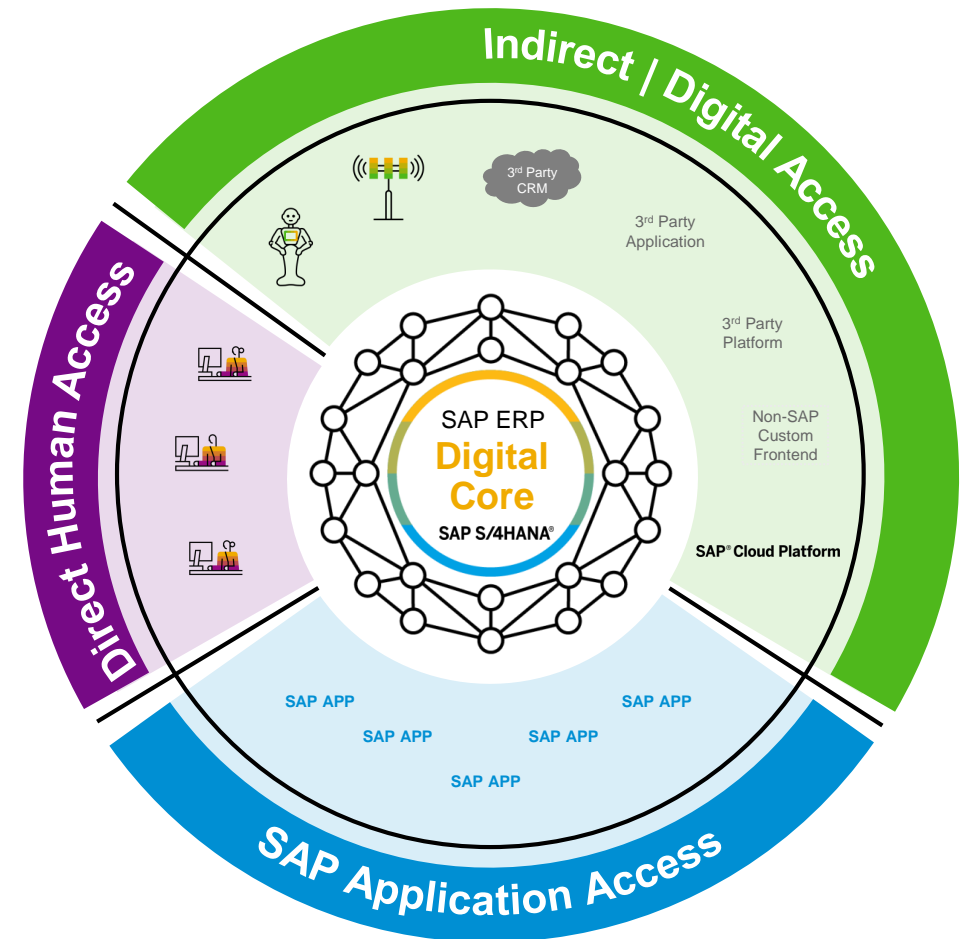 Indirect | Digital Access
3rd Party
CRM
3rd Party
Application
3rd Party
Platform
Non-SAP
Custom
Frontend
SAP® Cloud Platform
Direct Human Access
SAP ERP
Digital
Core
SAP S/4HANA®
SAP APP
SAP APP
SAP APP
SAP APP
SAP APP
SAP Application Access